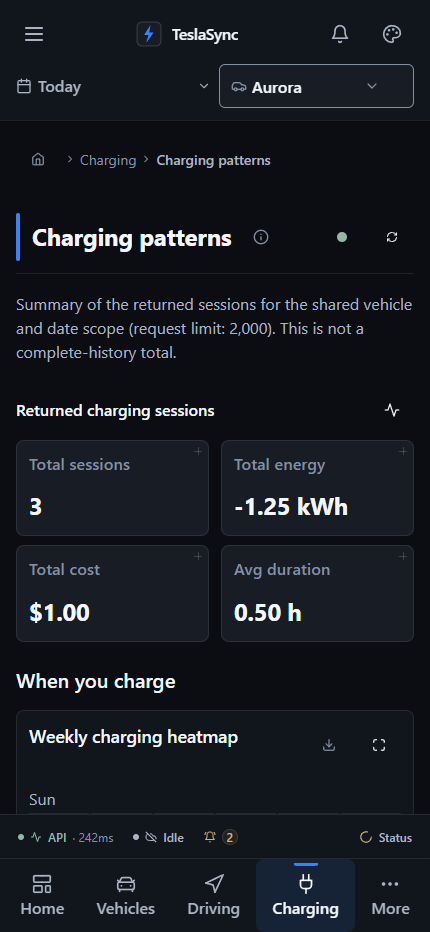 TeslaSync
Today
Aurora
Charging
Charging patterns
Charging patterns
Summary of the returned sessions for the shared vehicle
and date scope (request limit: 2,000). This is not a
complete-history total.
Returned charging sessions
Total sessions
3
Total energy
-1.25 kWh
Total cost
$1.00
Avg duration
0.50 h
When you charge
Weekly charging heatmap
Sun
API · 242ms
Idle
2
Status
Home
Vehicles
Driving
Charging
More